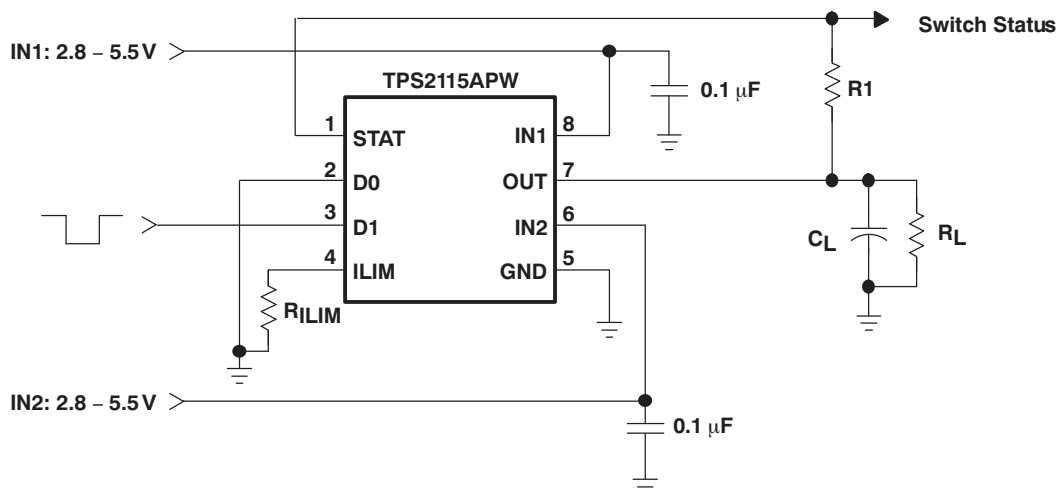 Switch Status
IN1: 2.8 – 5.5 V
TPS2115APW
0.1 μF
R1
1
STAT
IN1
8
2
D0
OUT
7
3
D1
IN2
6
4
ILIM
GND
5
CL
RL
RILIM
IN2: 2.8 – 5.5 V
0.1 μF